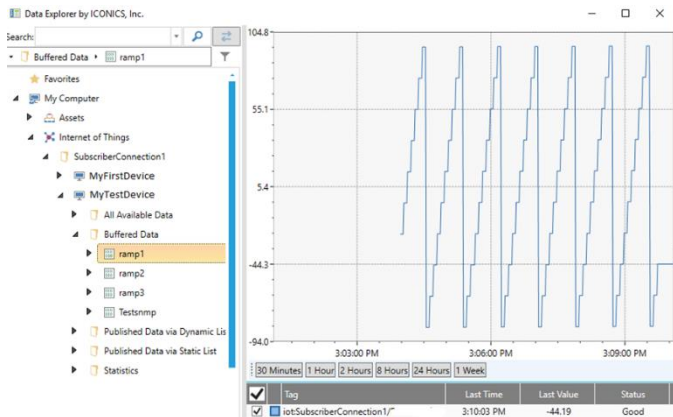 Data Explorer by ICONICS, Inc.
Search:
Buffered Data ▸ ramp1
Favorites
My Computer
Assets
Internet of Things
SubscriberConnection1
MyFirstDevice
MyTestDevice
All Available Data
Buffered Data
ramp1
ramp2
ramp3
Testsnmp
Published Data via Dynamic Lis
Published Data via Static List
Statistics
104.8
55.1
5.4
-44.3
-94.0
3:03:00 PM 3:06:00 PM 3:09:00 PM
30 Minutes 1 Hour 2 Hours 8 Hours 24 Hours 1 Week
Tag Last Time Last Value Status
iot:SubscriberConnection1/ 3:10:03 PM -44.19 Good